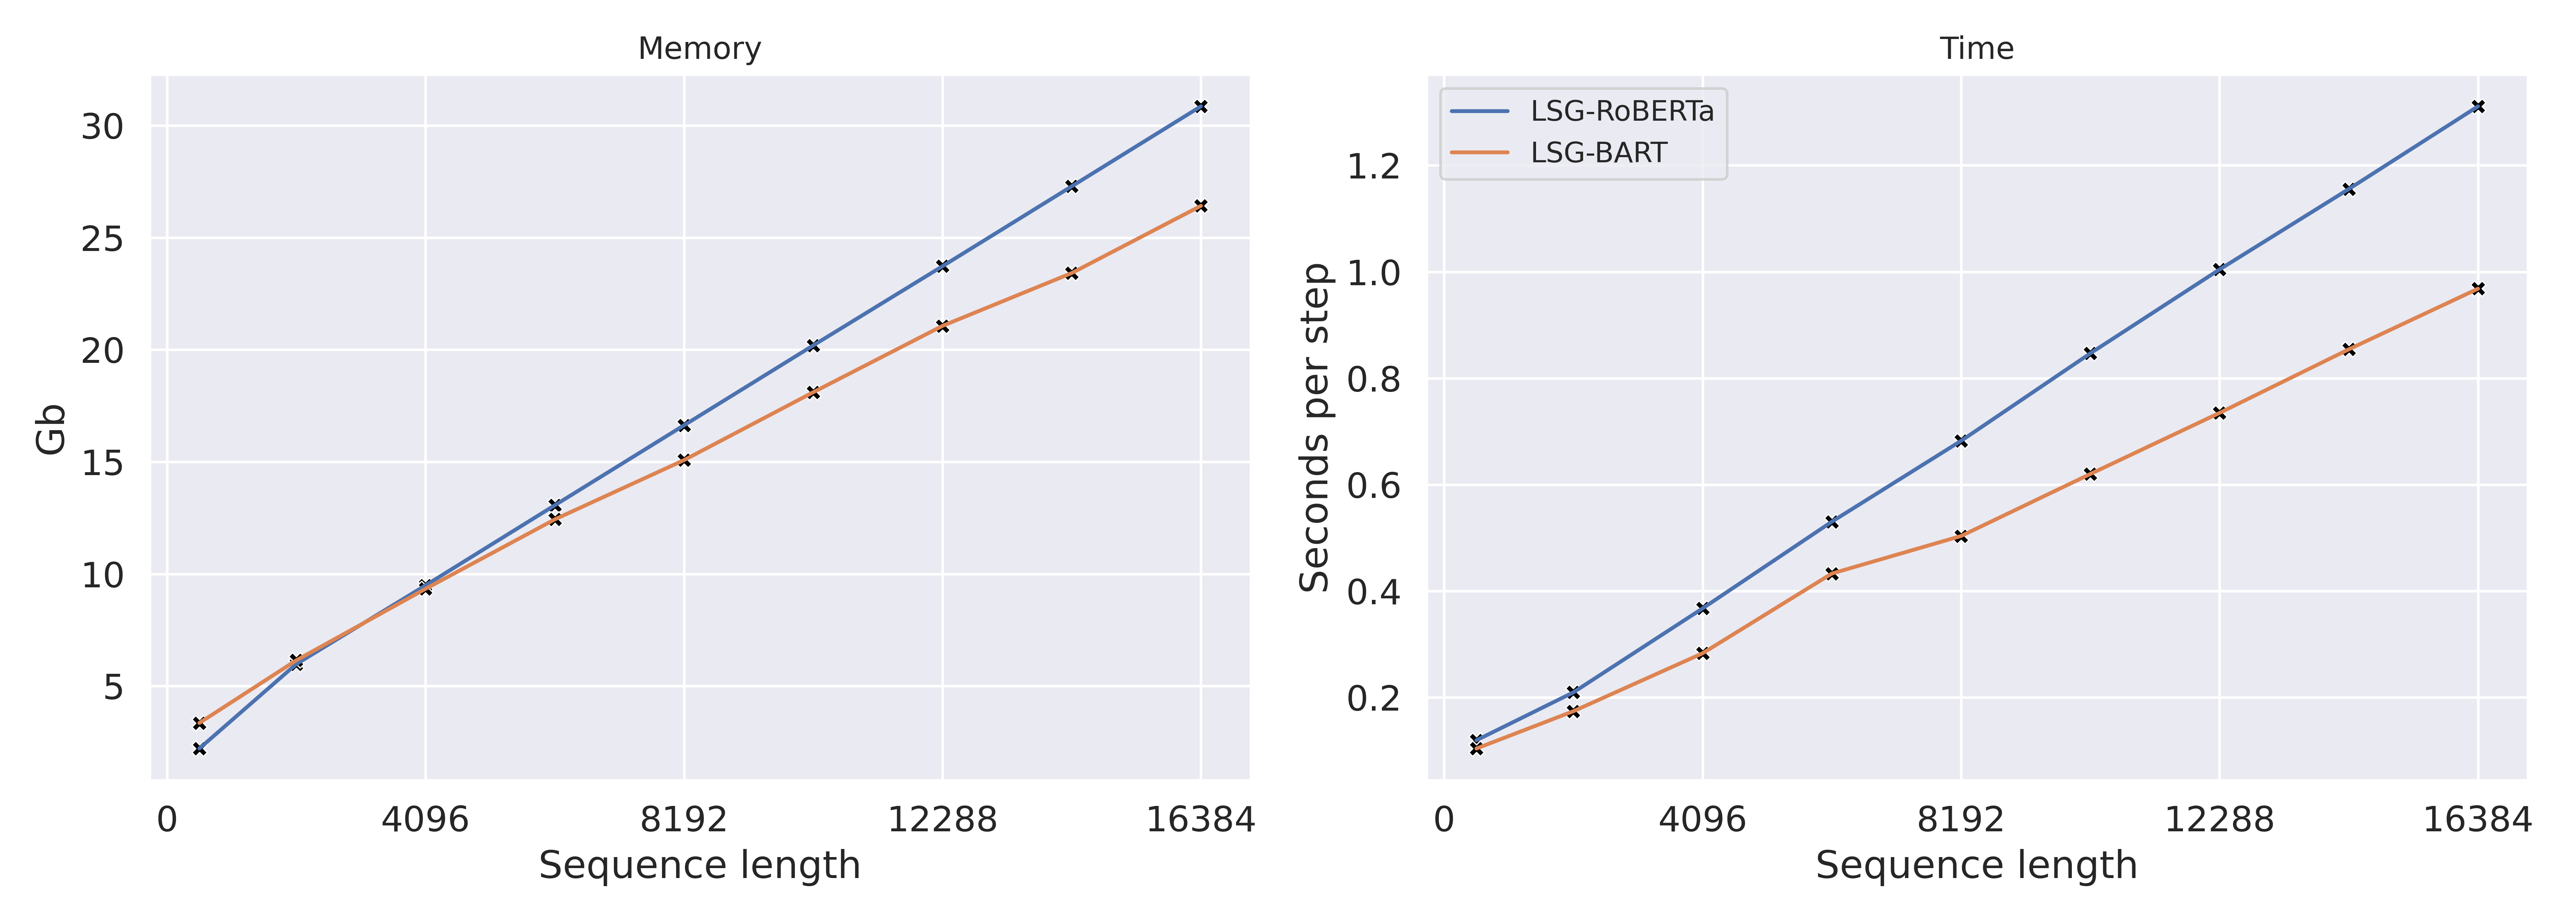 Memory
30
25
20
15
10
5
Gb
0 4096 8192 12288 16384
Sequence length
Time
LSG-RoBERTa
LSG-BART
1.2
1.0
0.8
0.6
0.4
0.2
Seconds per step
0 4096 8192 12288 16384
Sequence length